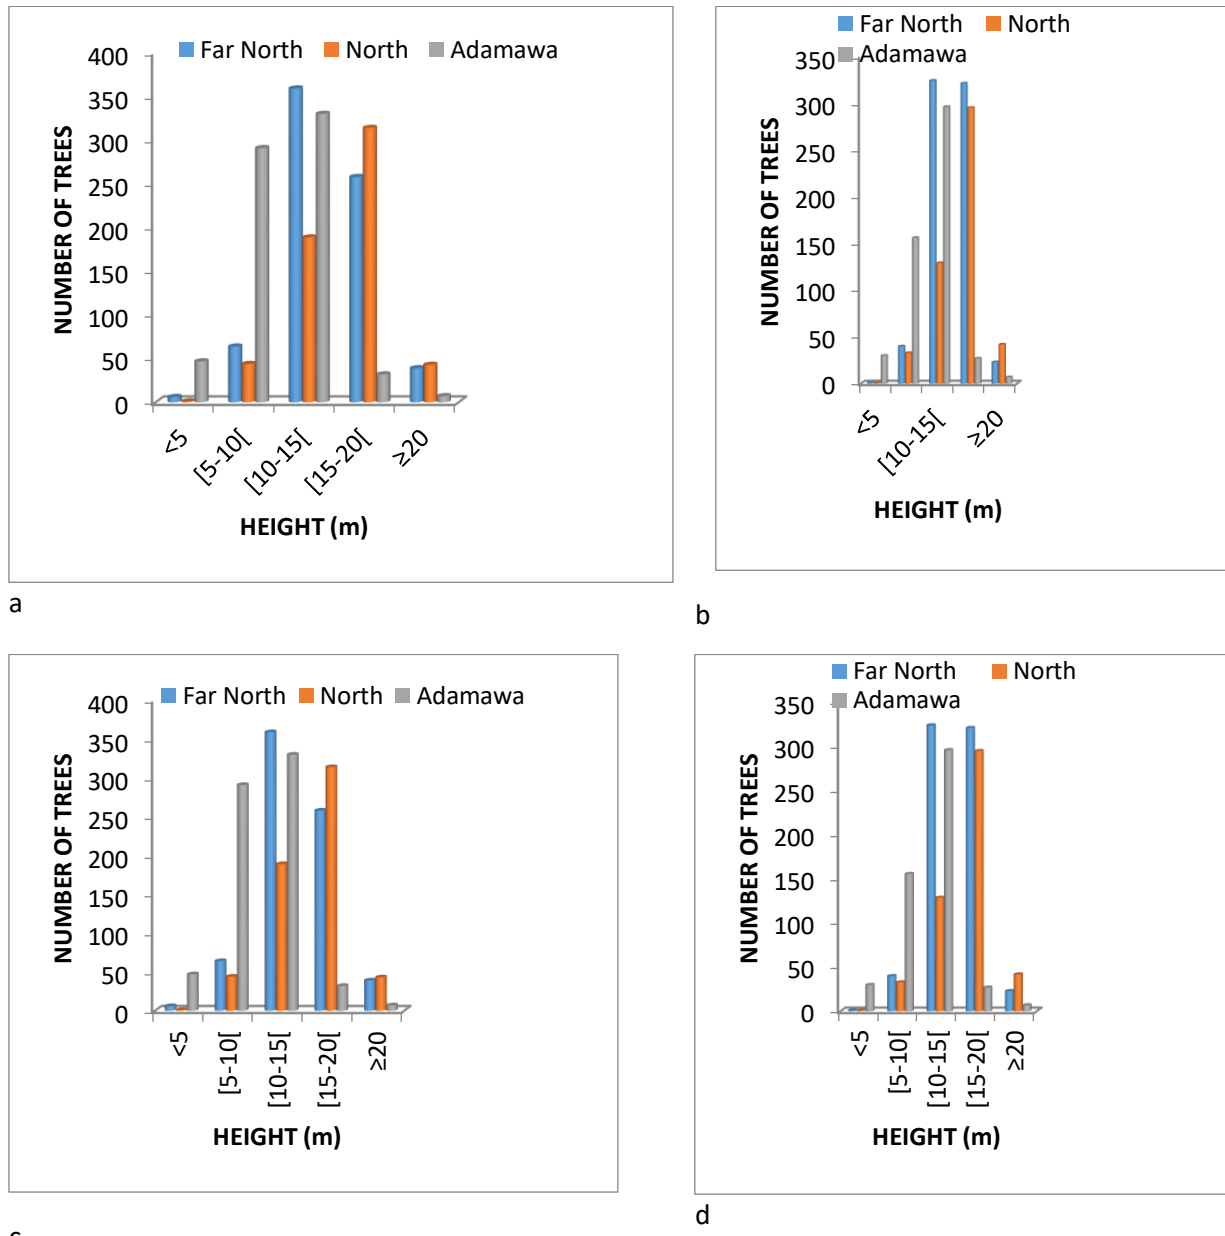 Far North North Adamawa
400
350
300
250
200
150
100
50
0
NUMBER OF TREES
<5
[5-10[
[10-15[
[15-20[
≥20
HEIGHT (m)
a
Far North North
Adamawa
350
300
250
200
150
100
50
0
NUMBER OF TREES
<5
[10-15[
≥20
HEIGHT (m)
b
Far North North Adamawa
400
350
300
250
200
150
100
50
0
NUMBER OF TREES
<5
[5-10[
[10-15[
[15-20[
≥20
HEIGHT (m)
c
Far North North
Adamawa
350
300
250
200
150
100
50
0
NUMBER OF TREES
<5
[5-10[
[10-15[
[15-20[
≥20
HEIGHT (m)
d